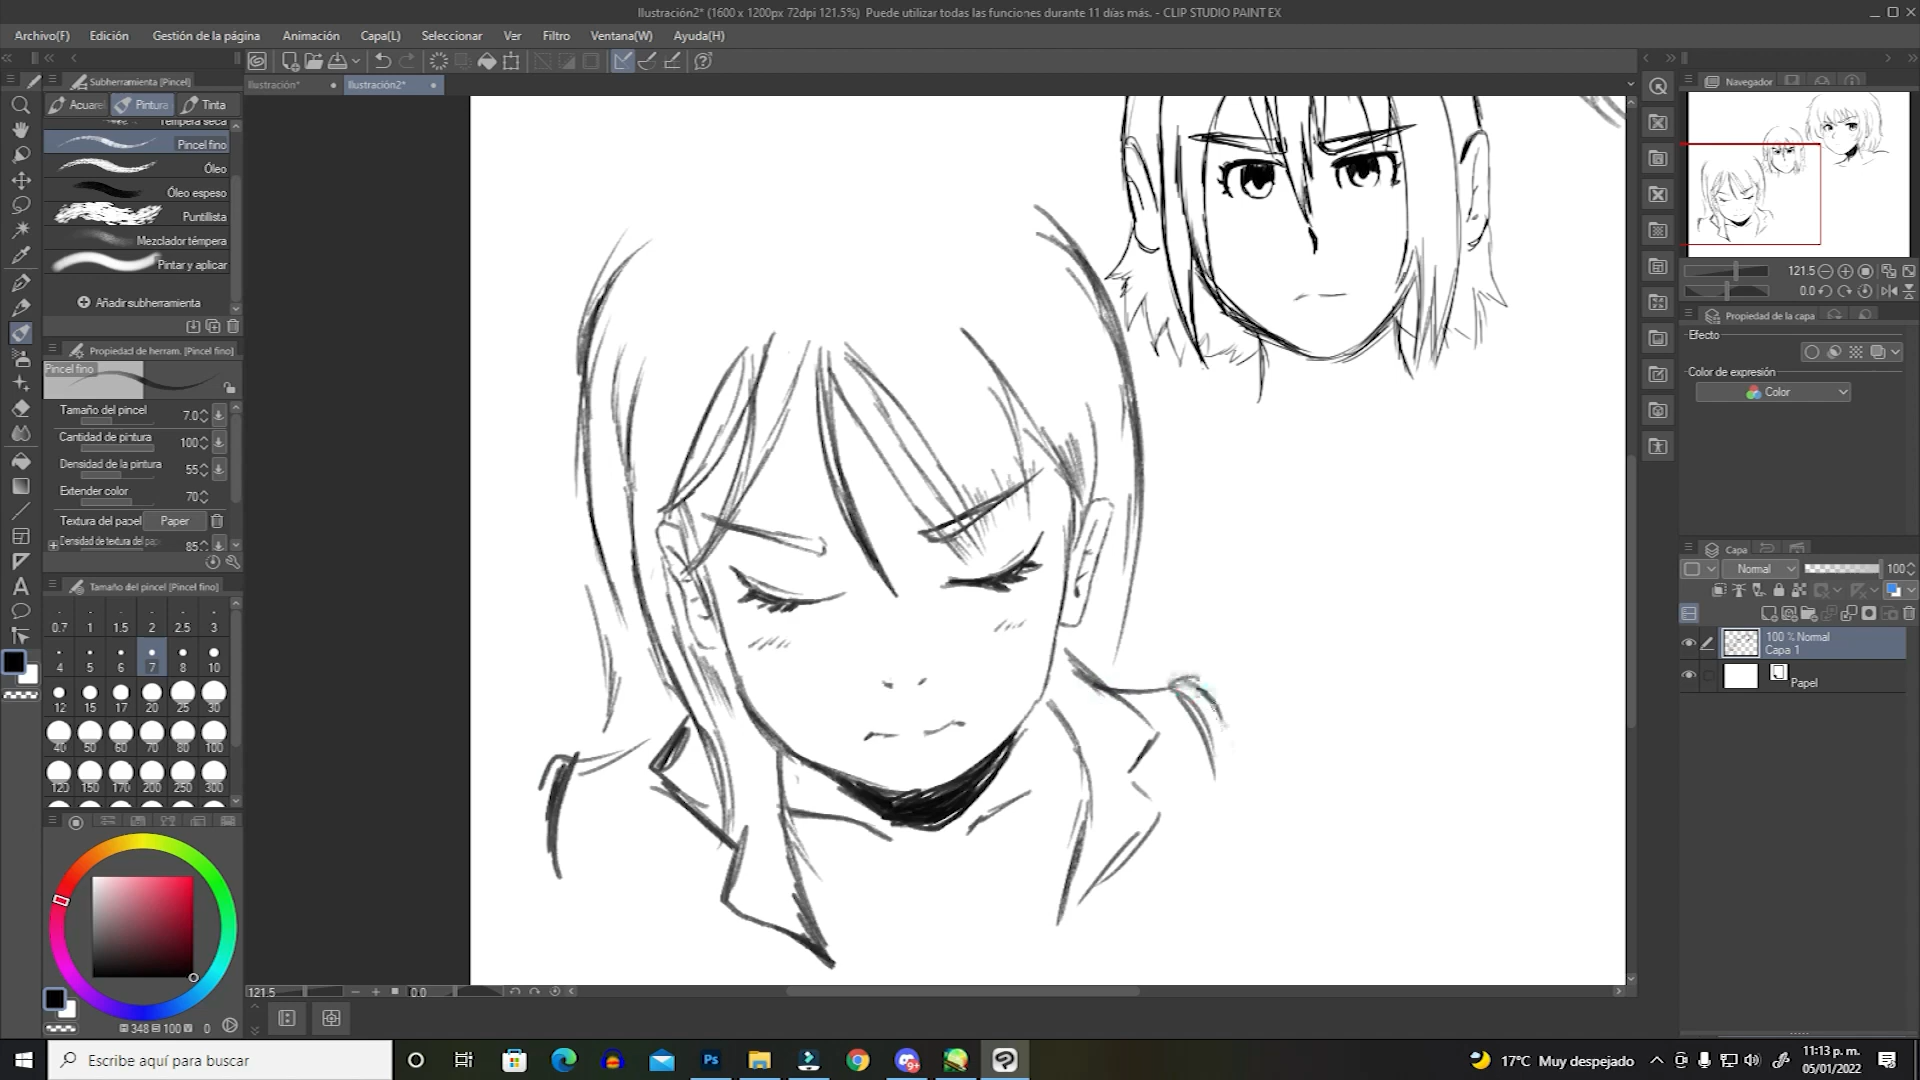 Ilustración2* (1600 x 1200px 72dpi 121.5%) Puede utilizar todas las funciones durante 11 días más. - CLIP STUDIO PAINT EX
Archivo(F) Edición Gestión de la página Animación Capa(L) Seleccionar Ver Filtro Ventana(W) Ayuda(H)
Subherramienta [Pincel]
Ilustración* Ilustración2*
Acuarel Pintura Tinta
Témpera seca
Pincel fino
Óleo
Óleo espeso
Puntillista
Mezclador témpera
Pintar y aplicar
Añadir subherramienta
Propiedad de herram. [Pincel fino]
Pincel fino
Tamaño del pincel 7.0
Cantidad de pintura 100
Densidad de la pintura 55
Extender color 70
Textura del papel Paper
Densidad de textura del pap 85
Tamaño del pincel [Pincel fino]
0.7 1 1.5 2 2.5 3
4 5 6 7 8 10
12 15 17 20 25 30
40 50 60 70 80 100
120 150 170 200 250 300
348 100 0
121.5 0.0
Navegador
121.5
0.0
Propiedad de la capa
Efecto
Color de expresión
Color
Capa
Normal 100
100 % Normal
Capa 1
Papel
Escribe aquí para buscar
Ps
9+
17°C Muy despejado
11:13 p. m.
05/01/2022